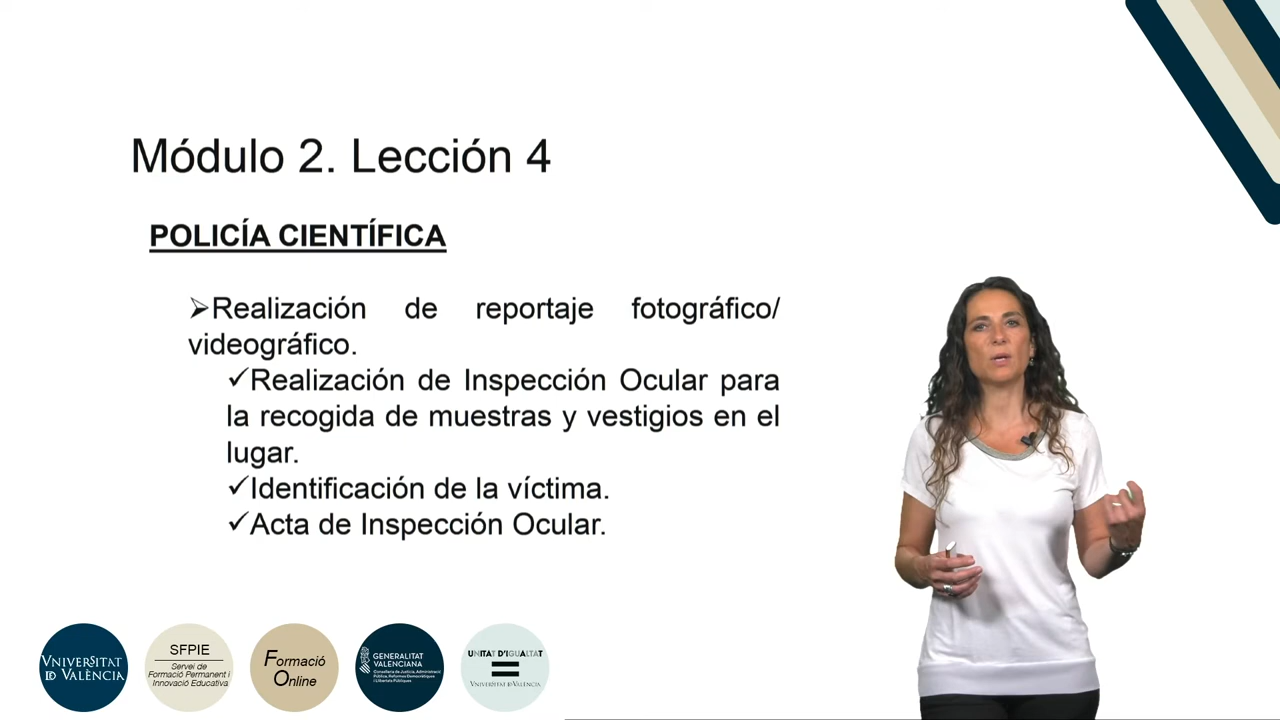 Módulo 2. Lección 4
POLICÍA CIENTÍFICA
➢Realización de reportaje fotográfico/
videográfico.
✓Realización de Inspección Ocular para
la recogida de muestras y vestigios en el
lugar.
✓Identificación de la víctima.
✓Acta de Inspección Ocular.
VNIVERSITAT
ID VALÈNCIA
SFPIE
Servei de
Formació Permanent i
Innovació Educativa
Formació
Online
GENERALITAT
VALENCIANA
Conselleria de Justícia, Administració
Pública, Reformes Democràtiques
i Llibertats Públiques
UNITAT D'IGUALTAT
VNIVERSITAT ID VALÈNCIA